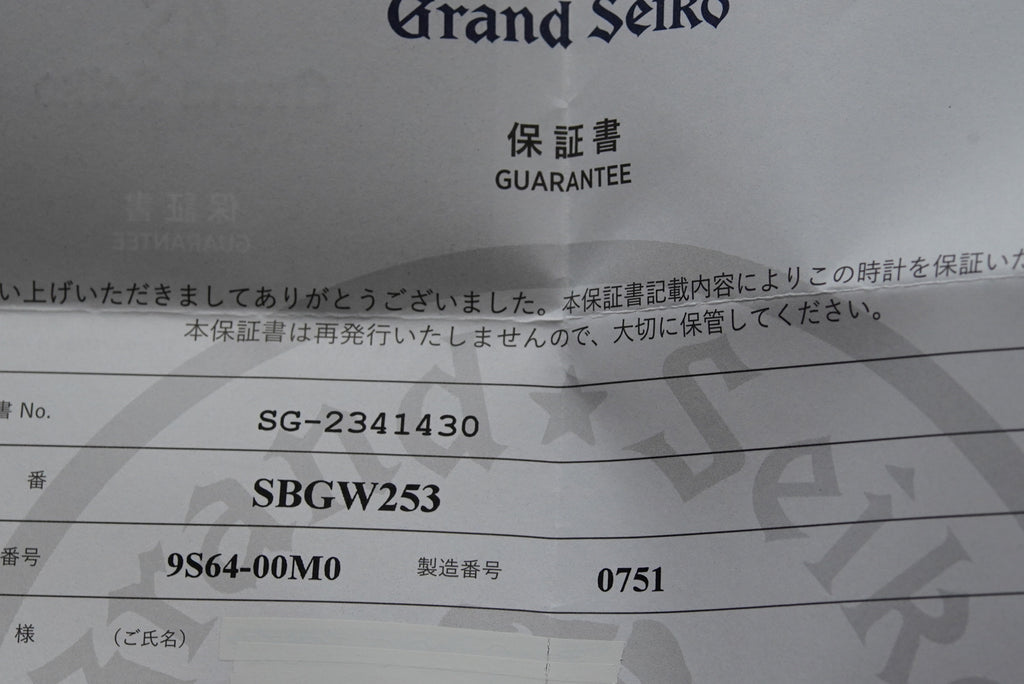 Grand Seiko
保証書
GUARANTEE
い上げいただきましてありがとうございました。本保証書記載内容によりこの時計を保証いた
本保証書は再発行いたしませんので、大切に保管してください。
書 No. SG-2341430
番 SBGW253
番号 9S64-00M0 製造番号 0751
様 （ご氏名）
Grand Seiko